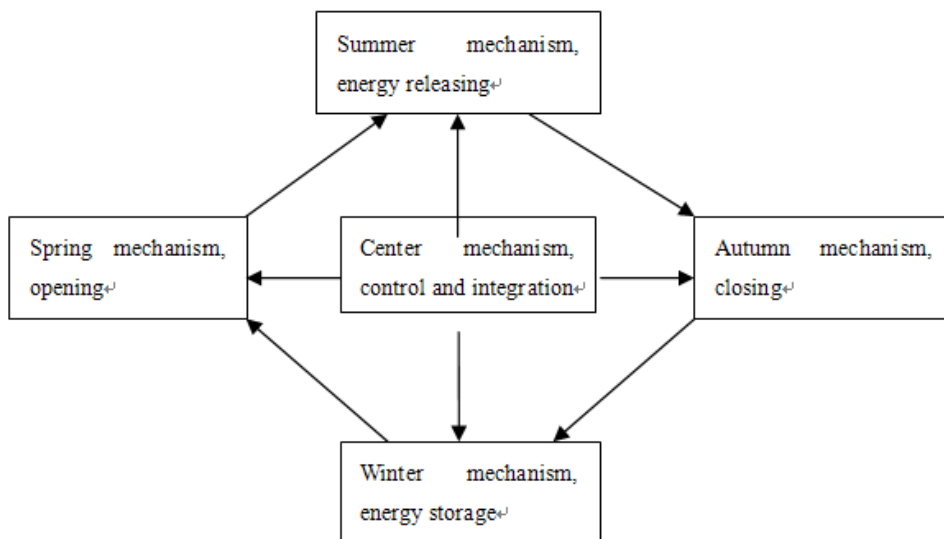 Summer mechanism,
energy releasing↵
Spring mechanism,
opening↵
Center mechanism,
control and integration↵
Autumn mechanism,
closing↵
Winter mechanism,
energy storage↵